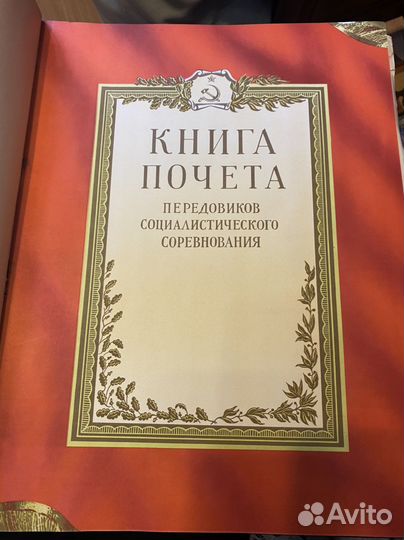 КНИГА
ПОЧЕТА
ПЕРЕДОВИКОВ
СОЦИАЛИСТИЧЕСКОГО
СОРЕВНОВАНИЯ
Avito